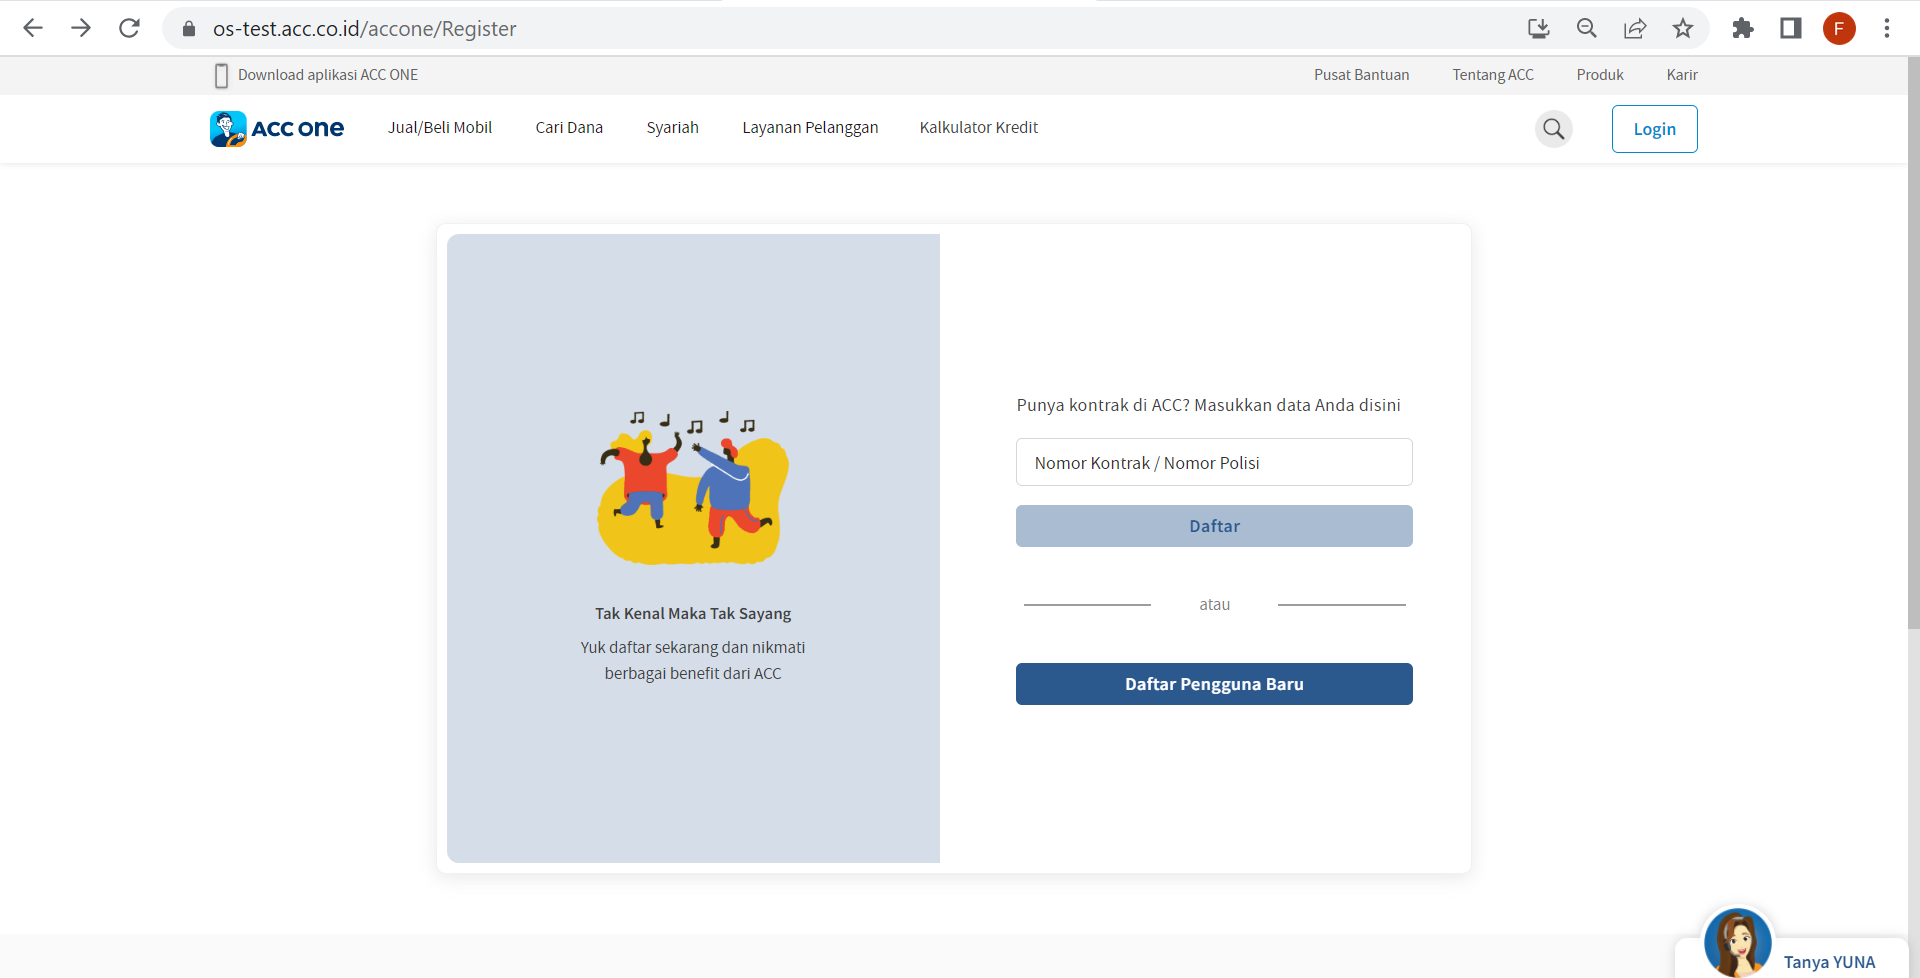 os-test.acc.co.id/accone/Register
F
Download aplikasi ACC ONE
Pusat Bantuan
Tentang ACC
Produk
Karir
ACC ONE
Jual/Beli Mobil
Cari Dana
Syariah
Layanan Pelanggan
Kalkulator Kredit
Login
Tak Kenal Maka Tak Sayang
Yuk daftar sekarang dan nikmati
berbagai benefit dari ACC
Punya kontrak di ACC? Masukkan data Anda disini
Nomor Kontrak / Nomor Polisi
Daftar
atau
Daftar Pengguna Baru
Tanya YUNA